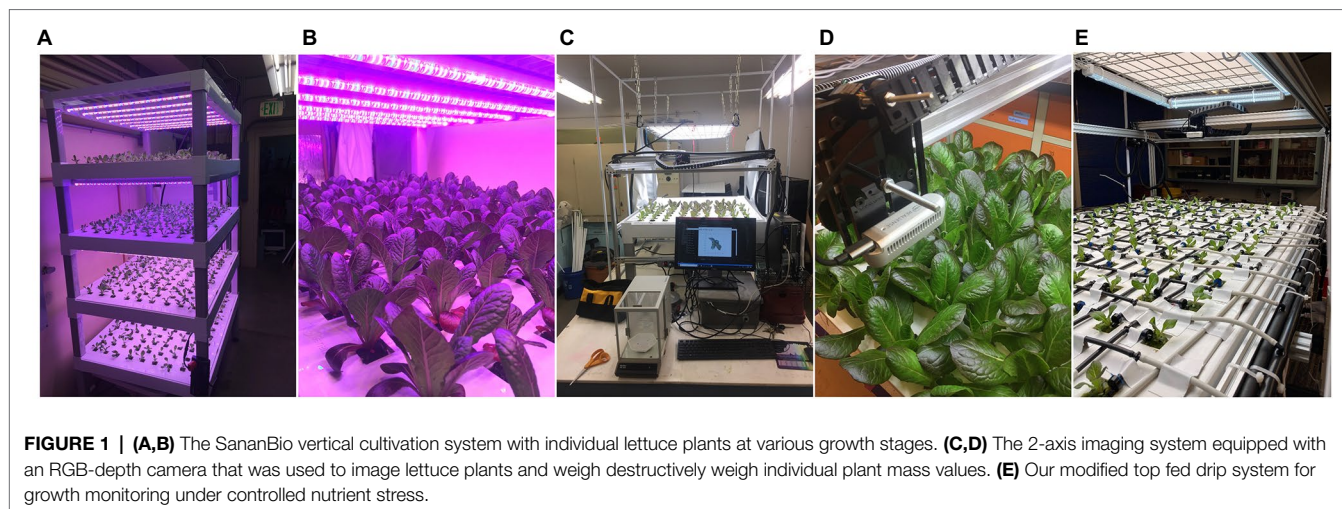 A
B
C
D
E
EXIT
FIGURE 1 | (A,B) The SananBio vertical cultivation system with individual lettuce plants at various growth stages. (C,D) The 2-axis imaging system equipped with
an RGB-depth camera that was used to image lettuce plants and weigh destructively weigh individual plant mass values. (E) Our modified top fed drip system for
growth monitoring under controlled nutrient stress.